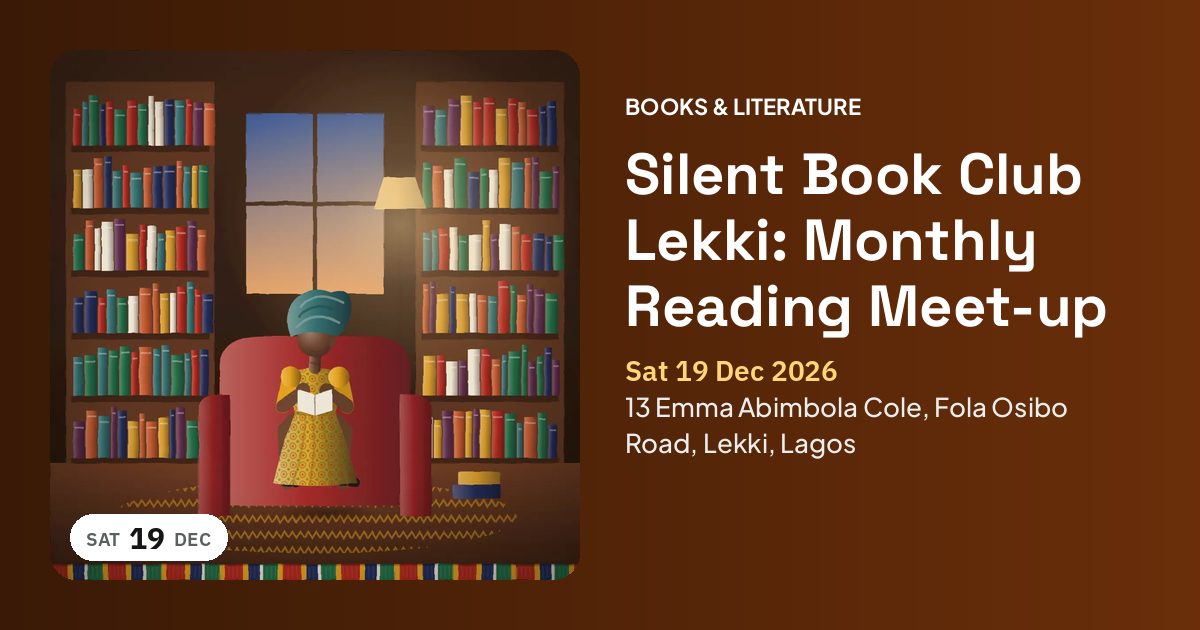 BOOKS & LITERATURE
Silent Book Club
Lekki: Monthly
Reading Meet-up
Sat 19 Dec 2026
13 Emma Abimbola Cole, Fola Osibo
Road, Lekki, Lagos
SAT 19 DEC